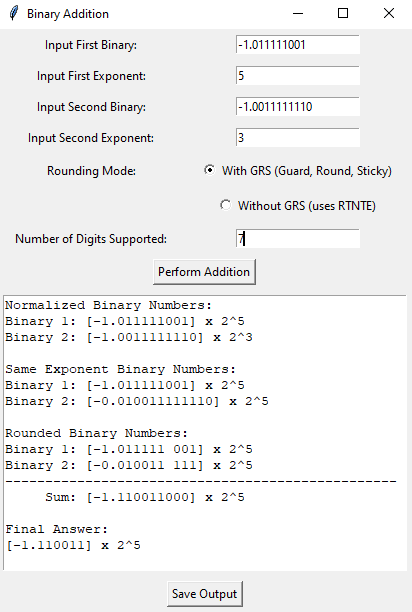 Binary Addition
Input First Binary: -1.011111001
Input First Exponent: 5
Input Second Binary: -1.0011111110
Input Second Exponent: 3
Rounding Mode: With GRS (Guard, Round, Sticky)
Without GRS (uses RTNTE)
Number of Digits Supported: 7
Perform Addition
Normalized Binary Numbers:
Binary 1: [-1.011111001] x 2^5
Binary 2: [-1.0011111110] x 2^3
Same Exponent Binary Numbers:
Binary 1: [-1.011111001] x 2^5
Binary 2: [-0.010011111110] x 2^5
Rounded Binary Numbers:
Binary 1: [-1.011111 001] x 2^5
Binary 2: [-0.010011 111] x 2^5
-------------------------------------------------
Sum: [-1.110011000] x 2^5
Final Answer:
[-1.110011] x 2^5
Save Output